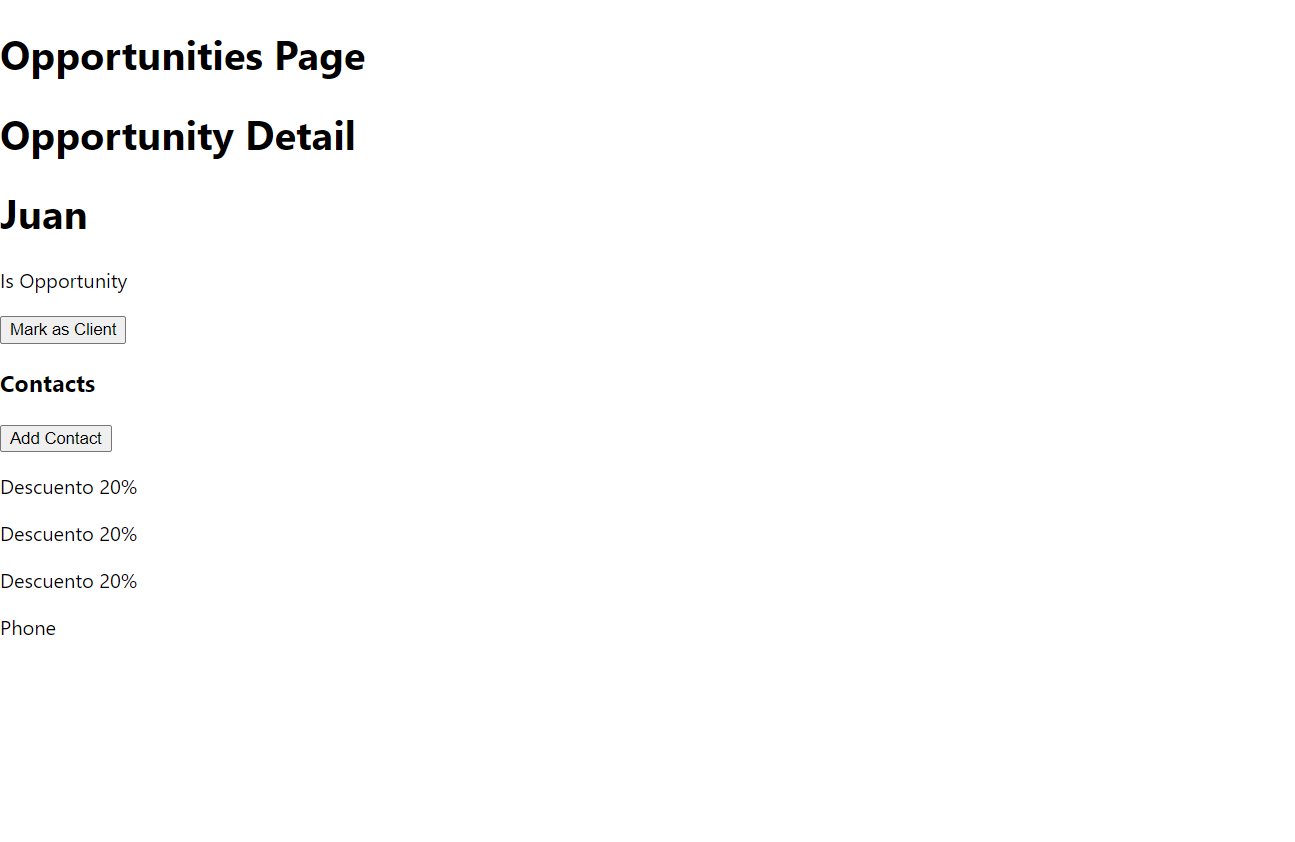 Opportunities Page
Opportunity Detail
Juan
Is Opportunity
Mark as Client
Contacts
Add Contact
Descuento 20%
Descuento 20%
Descuento 20%
Phone